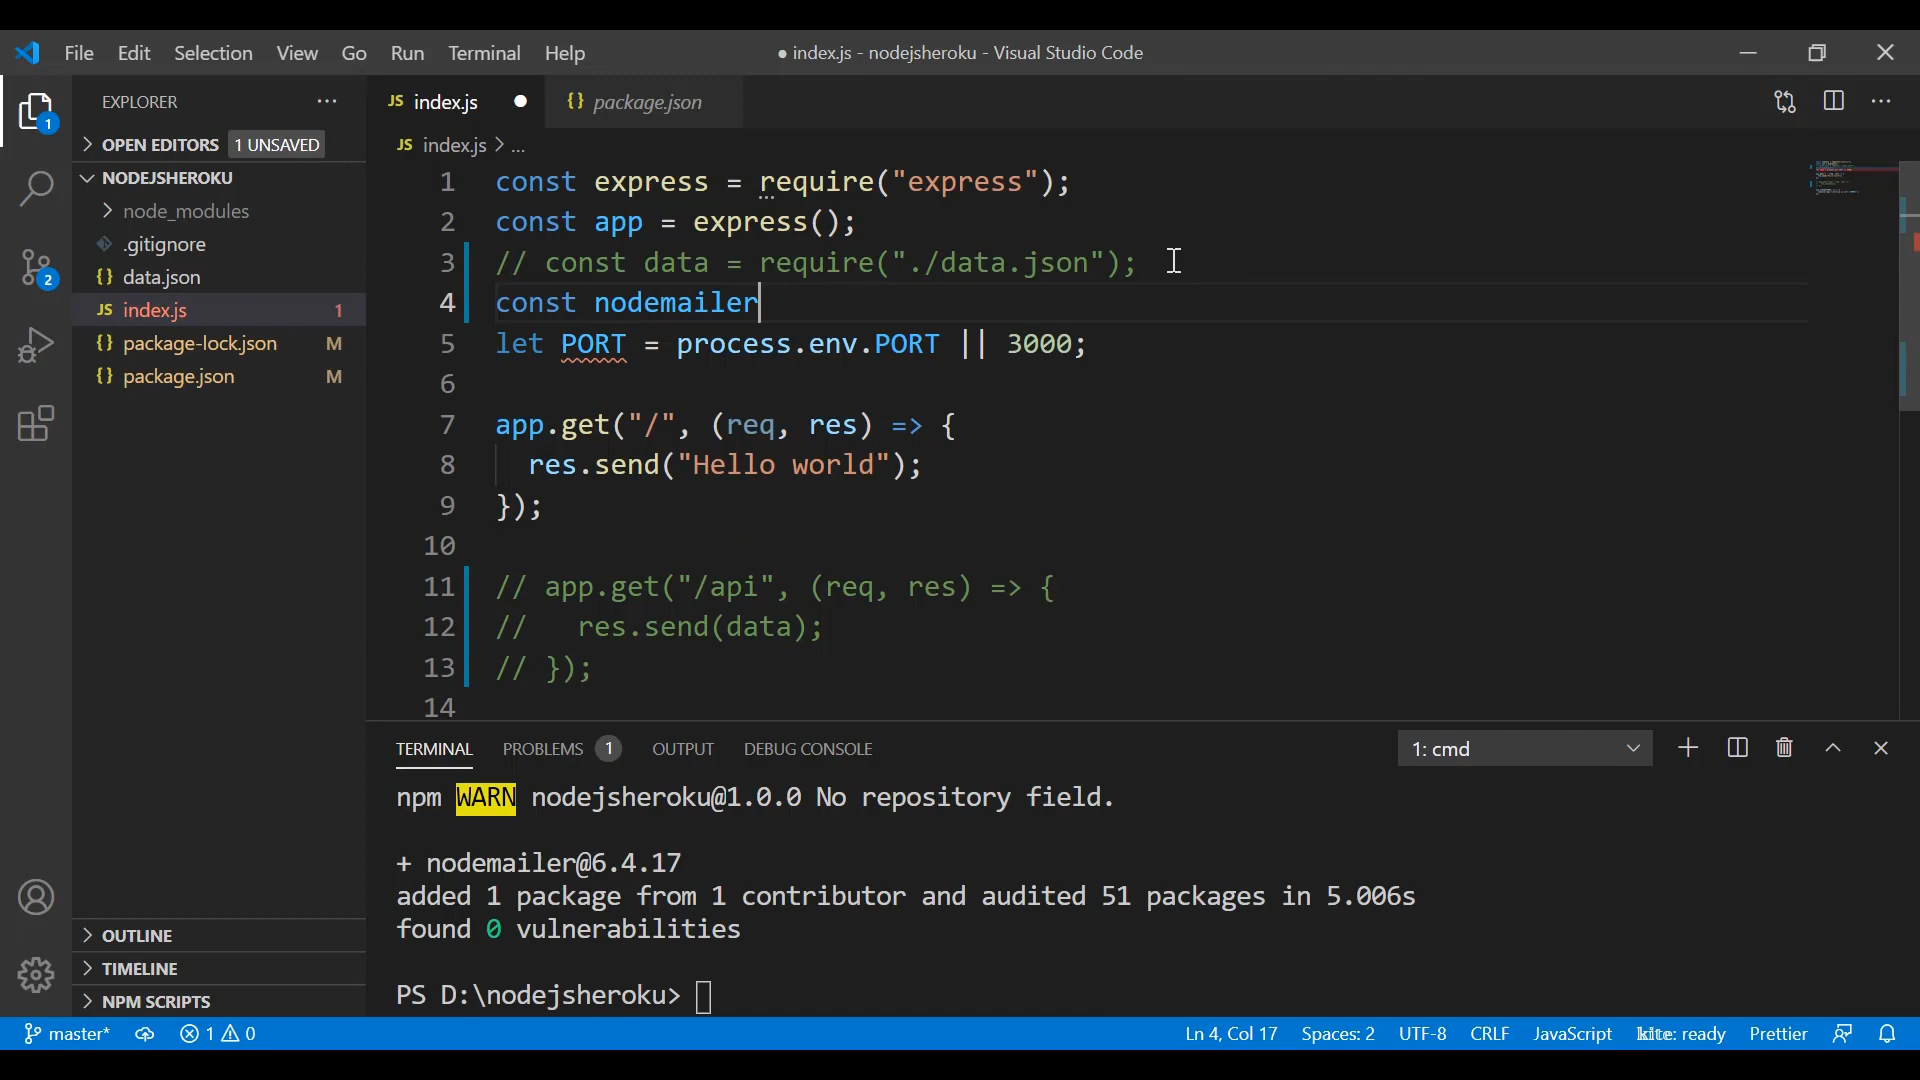 File Edit Selection View Go Run Terminal Help
● index.js - nodejsheroku - Visual Studio Code
EXPLORER ···
JS index.js ●
{} package.json
OPEN EDITORS 1 UNSAVED
JS index.js > ...
NODEJSHEROKU
node_modules
.gitignore
{} data.json
JS index.js 1
{} package-lock.json M
{} package.json M
OUTLINE
TIMELINE
NPM SCRIPTS
1
2
1 const express = require("express");
2 const app = express();
3 // const data = require("./data.json");
4 const nodemailer
5 let PORT = process.env.PORT || 3000;
6
7 app.get("/", (req, res) => {
8 res.send("Hello world");
9 });
10
11 // app.get("/api", (req, res) => {
12 // res.send(data);
13 // });
14
TERMINAL PROBLEMS 1 OUTPUT DEBUG CONSOLE
1: cmd
npm WARN nodejsheroku@1.0.0 No repository field.
+ nodemailer@6.4.17
added 1 package from 1 contributor and audited 51 packages in 5.006s
found 0 vulnerabilities
PS D:\nodejsheroku>
master* 1 0
Ln 4, Col 17 Spaces: 2 UTF-8 CRLF JavaScript kite: ready Prettier